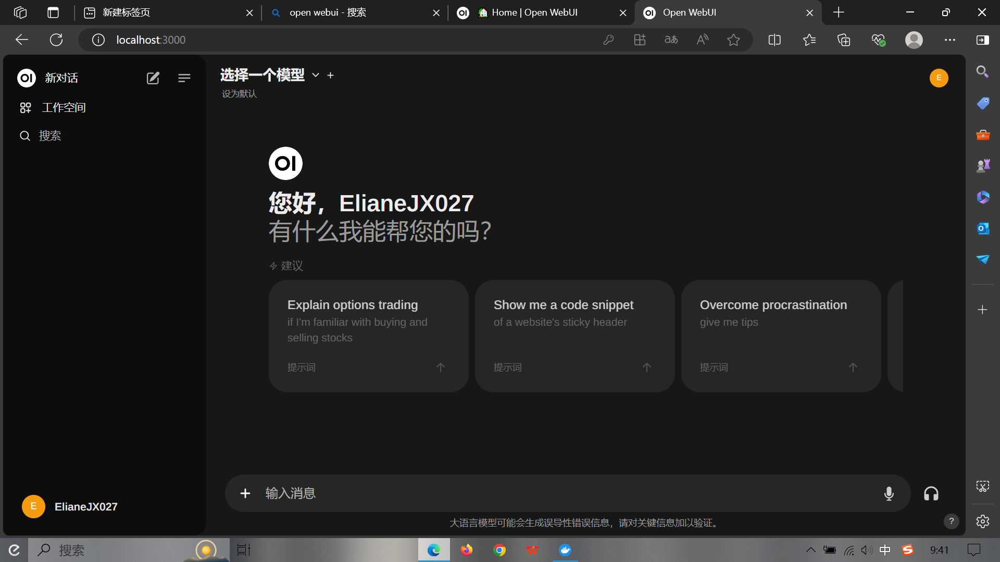 新建标签页
open webui - 搜索
Home | Open WebUI
Open WebUI
localhost:3000
新对话
工作空间
搜索
选择一个模型
设为默认
E
OI
您好，ElianeJX027
有什么我能帮您的吗？
建议
Explain options trading
if I'm familiar with buying and
selling stocks
提示词
Show me a code snippet
of a website's sticky header
提示词
Overcome procrastination
give me tips
提示词
输入消息
大语言模型可能会生成误导性错误信息，请对关键信息加以验证。
?
E
ElianeJX027
搜索
中
9:41